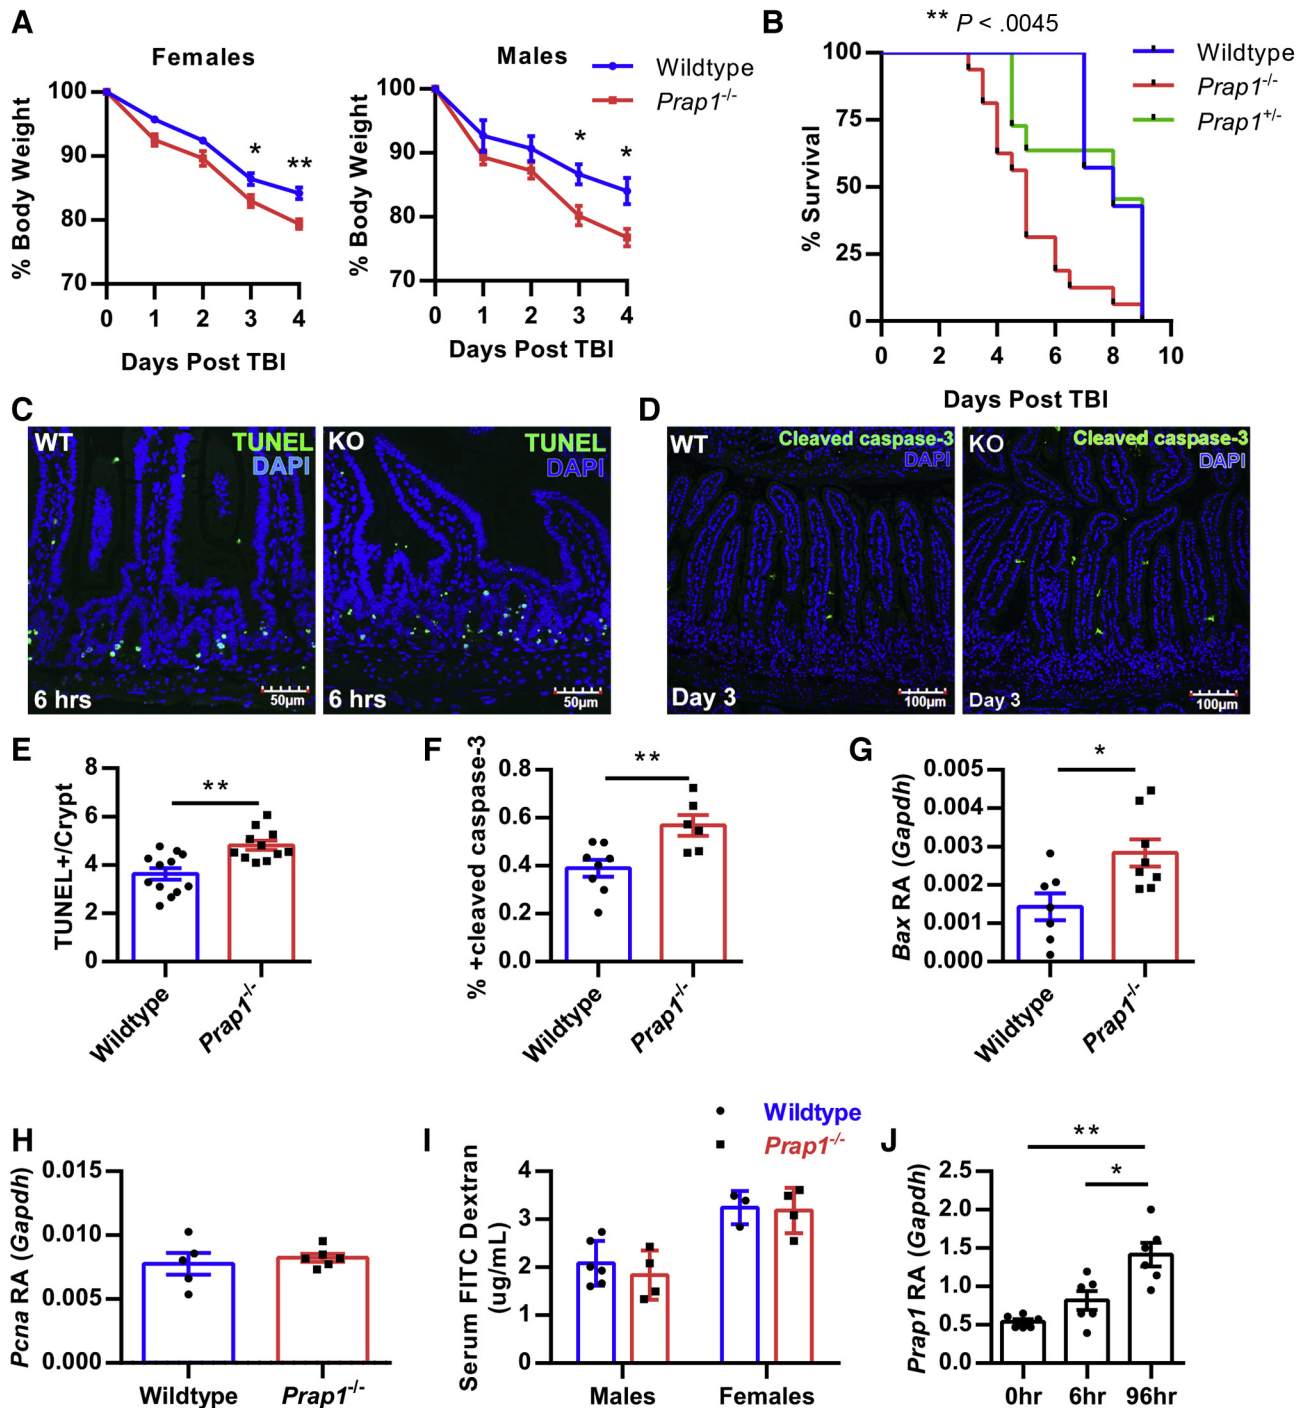 A
Females
% Body Weight
100
90
80
70
0 1 2 3 4
Days Post TBI
* **
Males
% Body Weight
100
90
80
70
0 1 2 3 4
Days Post TBI
* *
Wildtype
Prap1-/-
B
** P < .0045
% Survival
100
75
50
25
0
0 2 4 6 8 10
Days Post TBI
Wildtype
Prap1-/-
Prap1+/-
C
WT
TUNEL
DAPI
6 hrs
50µm
KO
TUNEL
DAPI
50µm
D
WT
Cleaved caspase-3
DAPI
Day 3
100µm
KO
Cleaved caspase-3
DAPI
Day 3
100µm
E
TUNEL+/Crypt
8
6
4
2
0
**
Wildtype
Prap1-/-
F
% +cleaved caspase-3
0.8
0.6
0.4
0.2
0.0
**
Wildtype
Prap1-/-
G
Bax RA (Gapdh)
0.005
0.004
0.003
0.002
0.001
0.000
*
Wildtype
Prap1-/-
H
Pcna RA (Gapdh)
0.015
0.010
0.005
0.000
Wildtype
Prap1-/-
I
Serum FITC Dextran
(ug/mL)
4
3
2
1
0
Males
Females
Wildtype
Prap1-/-
J
Prap1 RA (Gapdh)
2.5
2.0
1.5
1.0
0.5
0.0
**
*
0hr 6hr 96hr